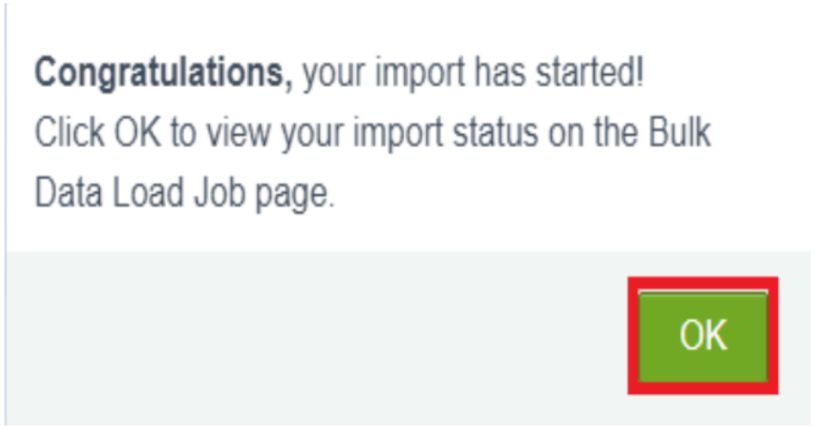 Congratulations, your import has started!
Click OK to view your import status on the Bulk
Data Load Job page.
OK